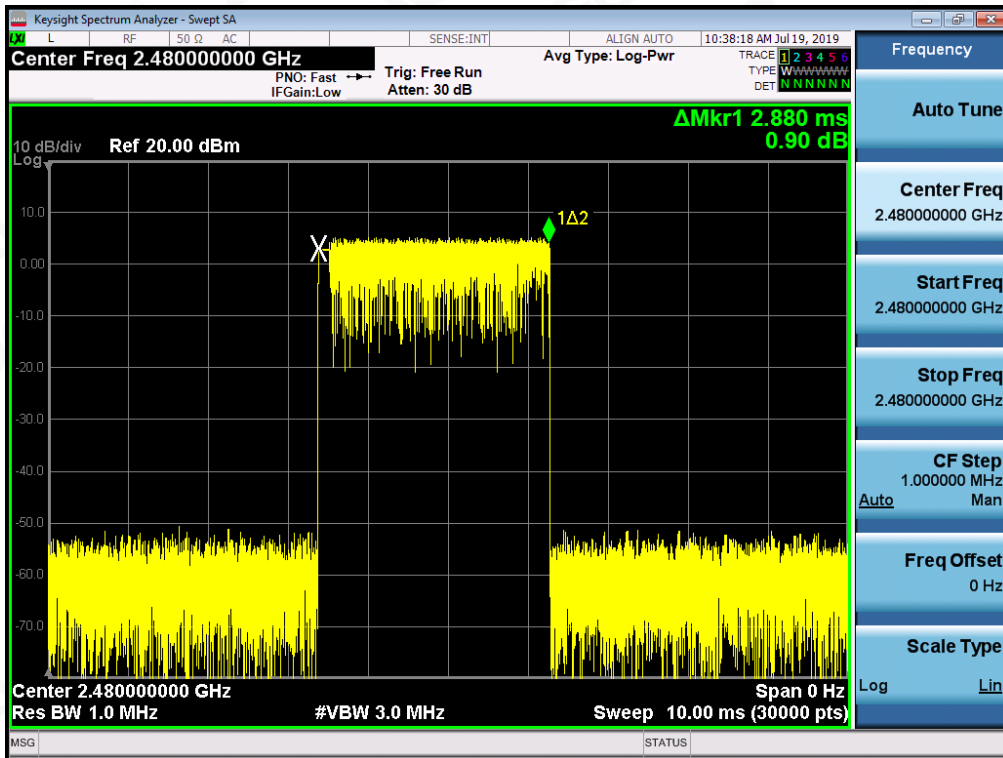 Keysight Spectrum Analyzer - Swept SA
LXI L RF 50 Ω AC SENSE:INT ALIGN AUTO 10:38:18 AM Jul 19, 2019
Center Freq 2.480000000 GHz
PNO: Fast
IFGain:Low
Trig: Free Run
Atten: 30 dB
Avg Type: Log-Pwr
TRACE 1 2 3 4 5 6
TYPE WWWWWW
DET N N N N N N
ΔMkr1 2.880 ms
0.90 dB
10 dB/div Ref 20.00 dBm
Log
10.0
0.00
-10.0
-20.0
-30.0
-40.0
-50.0
-60.0
-70.0
X
1Δ2
Center 2.480000000 GHz Span 0 Hz
Res BW 1.0 MHz #VBW 3.0 MHz Sweep 10.00 ms (30000 pts)
MSG STATUS
Frequency
Auto Tune
Center Freq
2.480000000 GHz
Start Freq
2.480000000 GHz
Stop Freq
2.480000000 GHz
CF Step
1.000000 MHz
Auto Man
Freq Offset
0 Hz
Scale Type
Log Lin